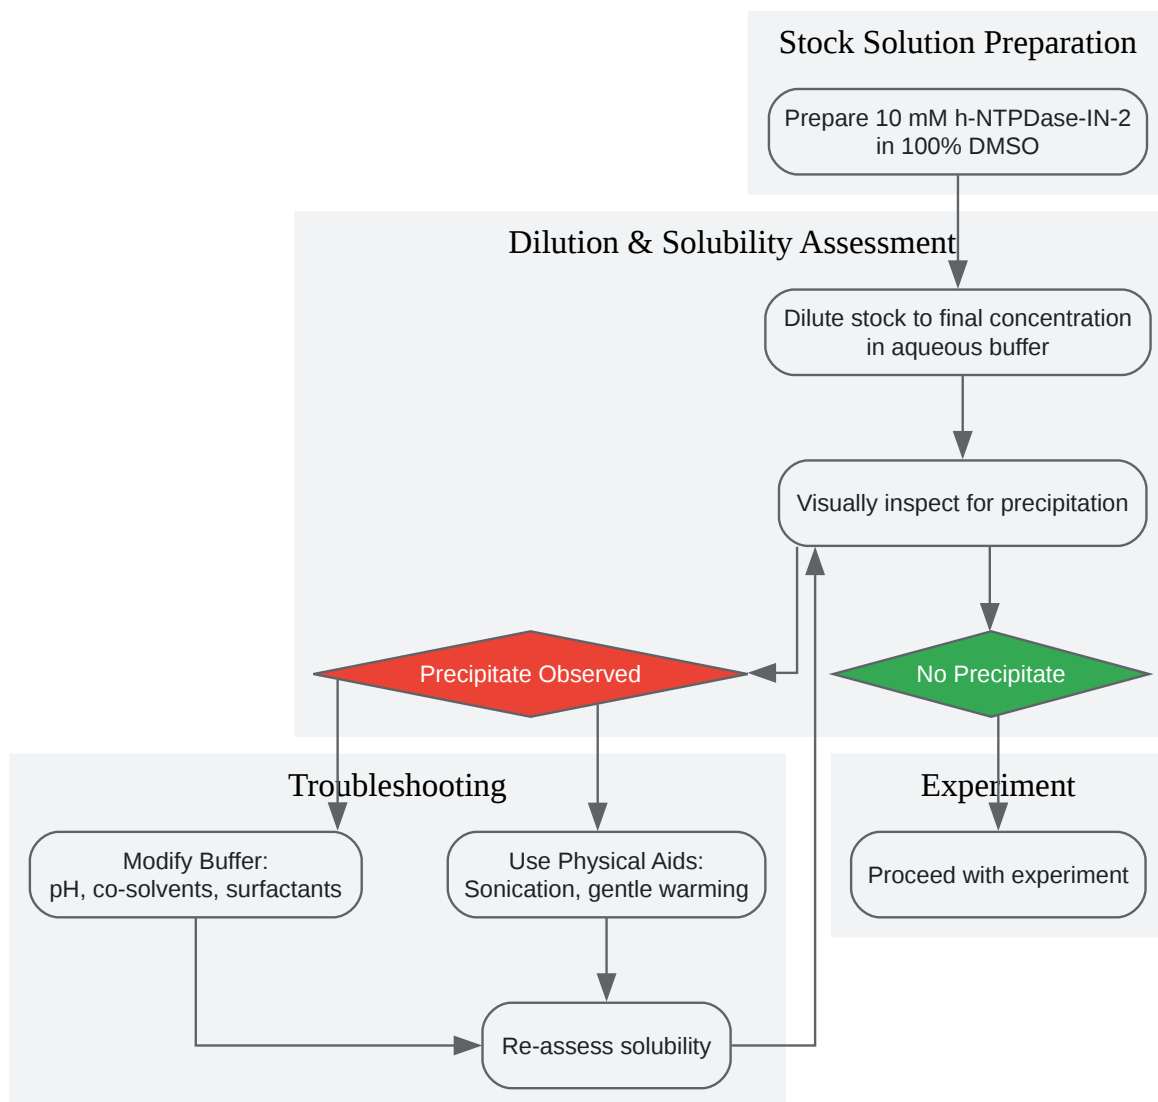 Stock Solution Preparation
Prepare 10 mM h-NTPDase-IN-2
in 100% DMSO
Dilution & Solubility Assessment
Dilute stock to final concentration
in aqueous buffer
Visually inspect for precipitation
Precipitate Observed
No Precipitate
Troubleshooting
Experiment
Modify Buffer:
pH, co-solvents, surfactants
Use Physical Aids:
Sonication, gentle warming
Proceed with experiment
Re-assess solubility